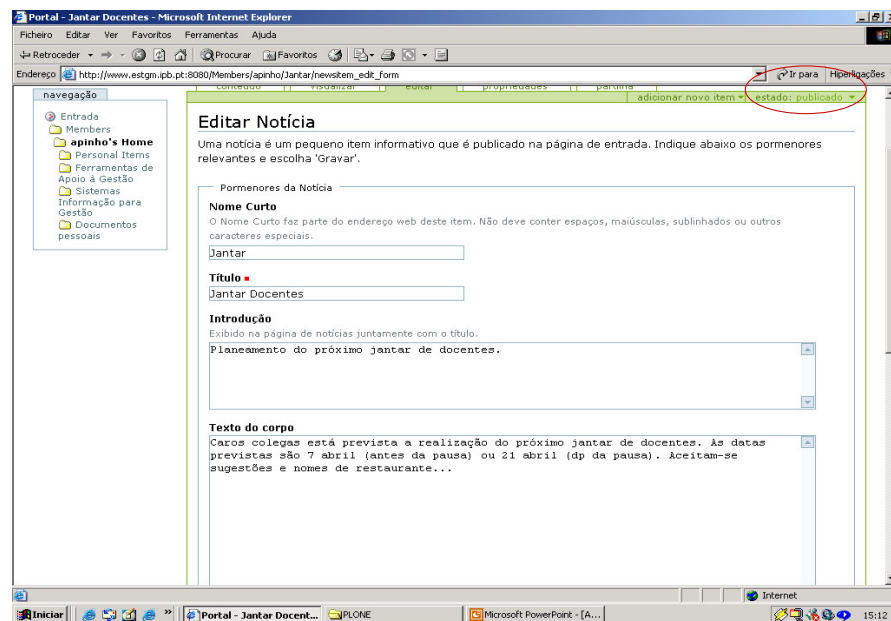 Portal - Jantar Docentes - Microsoft Internet Explorer
Ficheiro Editar Ver Favoritos Ferramentas Ajuda
Retroceder Procurar Favoritos
Endereço http://www.estgm.ipb.pt:8080/Members/apinho/Jantar/newsitem_edit_form Ir para Hiperligações
conteúdo visualizar editar propriedades partilha
navegação
adicionar novo item estado: publicado
Entrada
Members
apinho's Home
Personal Items
Ferramentas de
Apoio à Gestão
Sistemas
Informação para
Gestão
Documentos
pessoais
Editar Notícia
Uma notícia é um pequeno item informativo que é publicado na página de entrada. Indique abaixo os pormenores
relevantes e escolha 'Gravar'.
Pormenores da Notícia
Nome Curto
O Nome Curto faz parte do endereço web deste item. Não deve conter espaços, maiúsculas, sublinhados ou outros
caracteres especiais.
Jantar
Título
Jantar Docentes
Introdução
Exibido na página de notícias juntamente com o título.
Planeamento do próximo jantar de docentes.
Texto do corpo
Caros colegas está prevista a realização do próximo jantar de docentes. As datas
previstas são 7 abril (antes da pausa) ou 21 abril (dp da pausa). Aceitam-se
sugestões e nomes de restaurante...
Internet
Iniciar » Portal - Jantar Docent... PLONE Microsoft PowerPoint - [A... 15:12